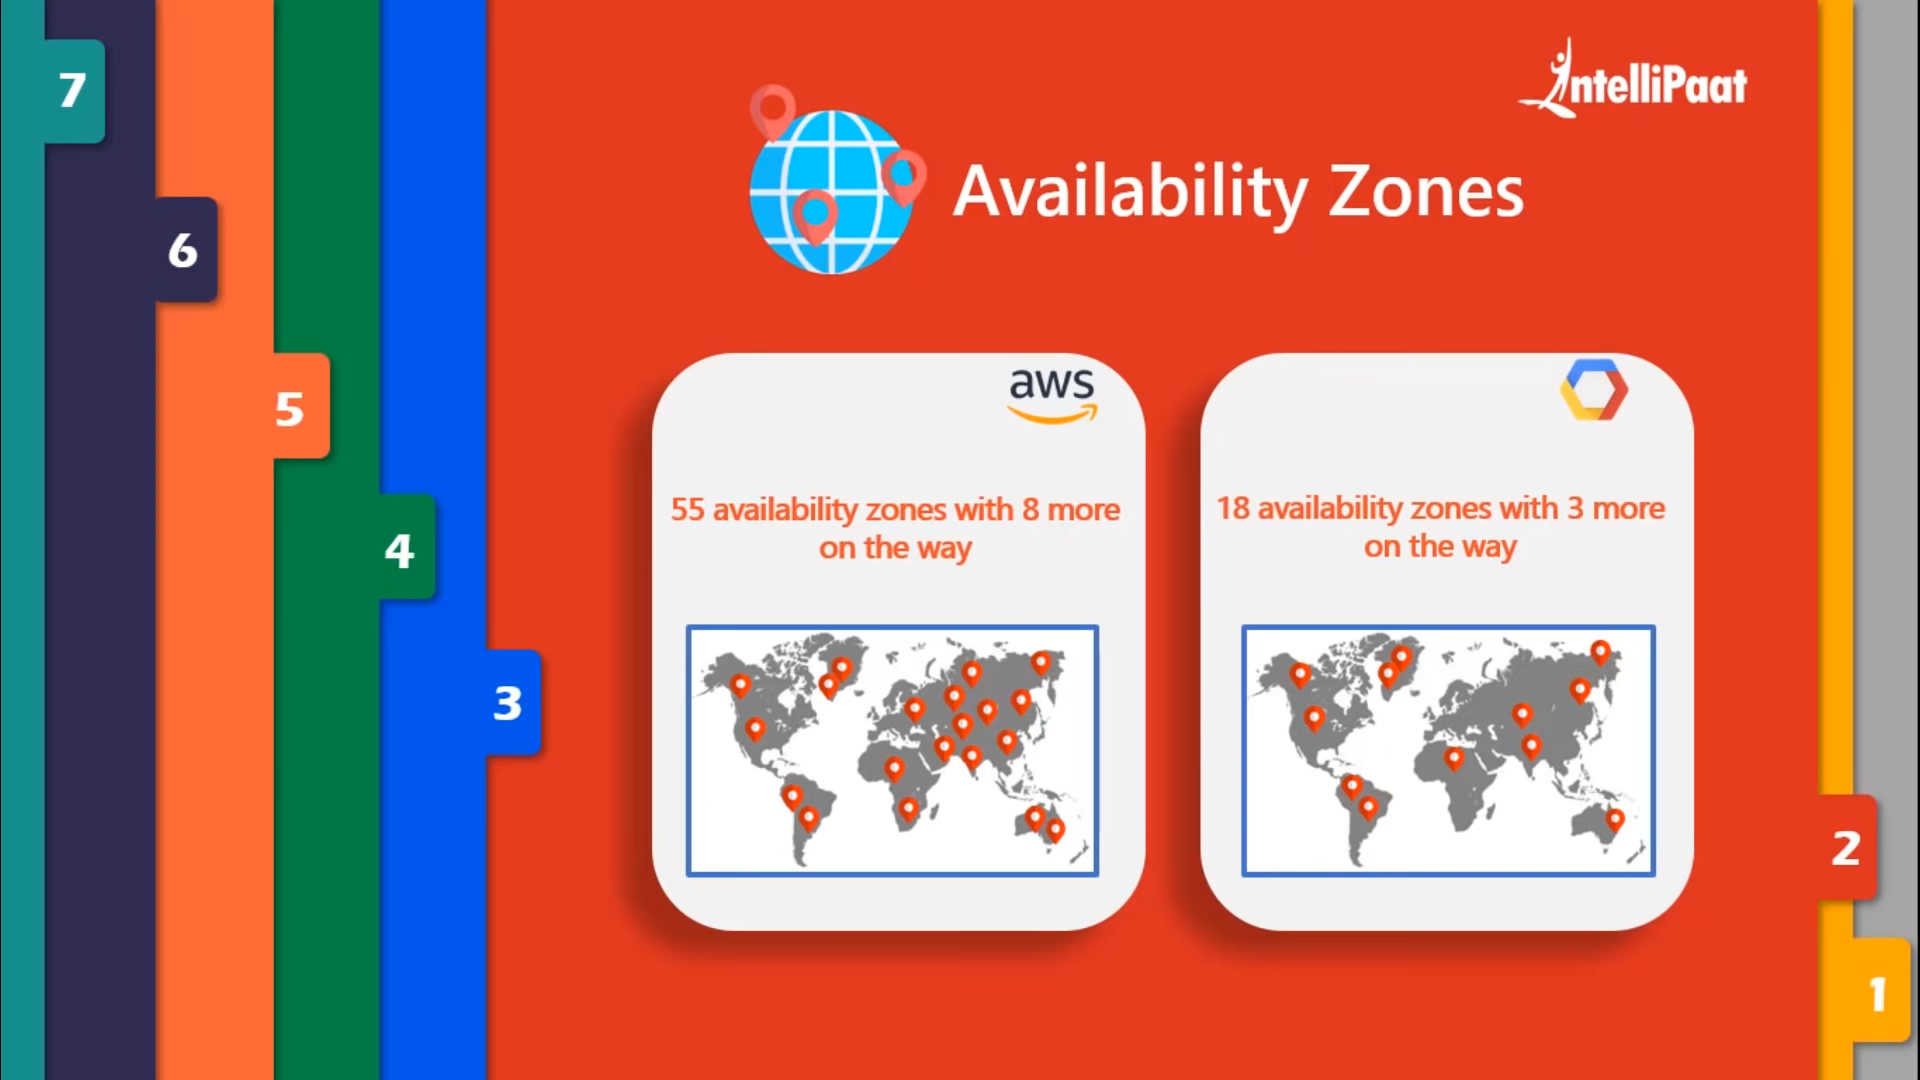 IntelliPaat
7
Availability Zones
6
aws
5
55 availability zones with 8 more
on the way
18 availability zones with 3 more
on the way
4
3
2
1